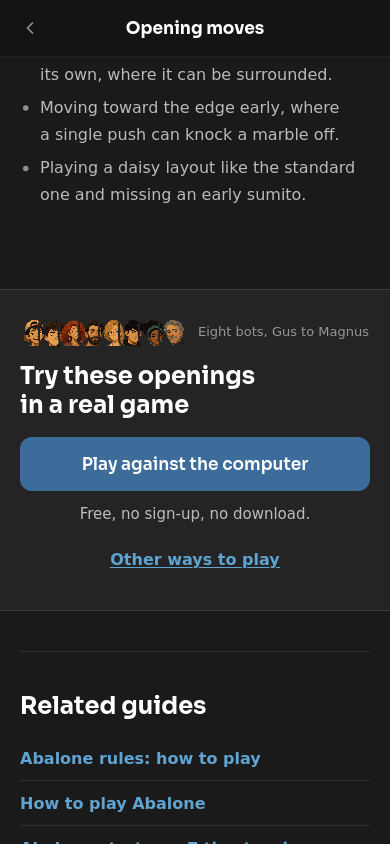 Opening moves
its own, where it can be surrounded.
Moving toward the edge early, where
a single push can knock a marble off.
Playing a daisy layout like the standard
one and missing an early sumito.
Eight bots, Gus to Magnus
Try these openings
in a real game
Play against the computer
Free, no sign-up, no download.
Other ways to play
Related guides
Abalone rules: how to play
How to play Abalone